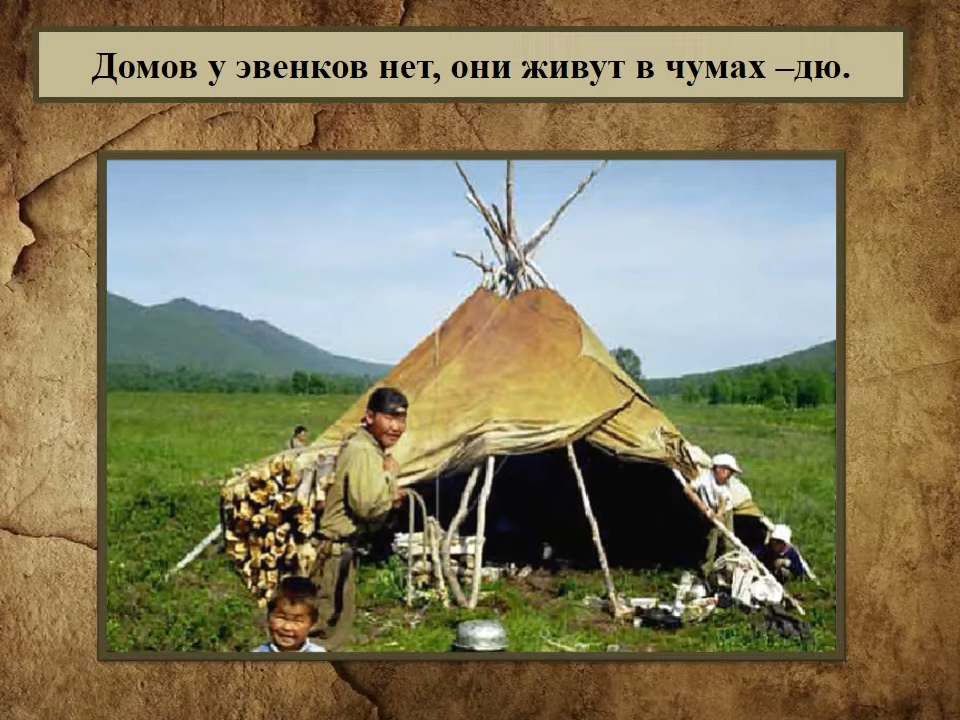 Домов у эвенков нет, они живут в чумах –дю.